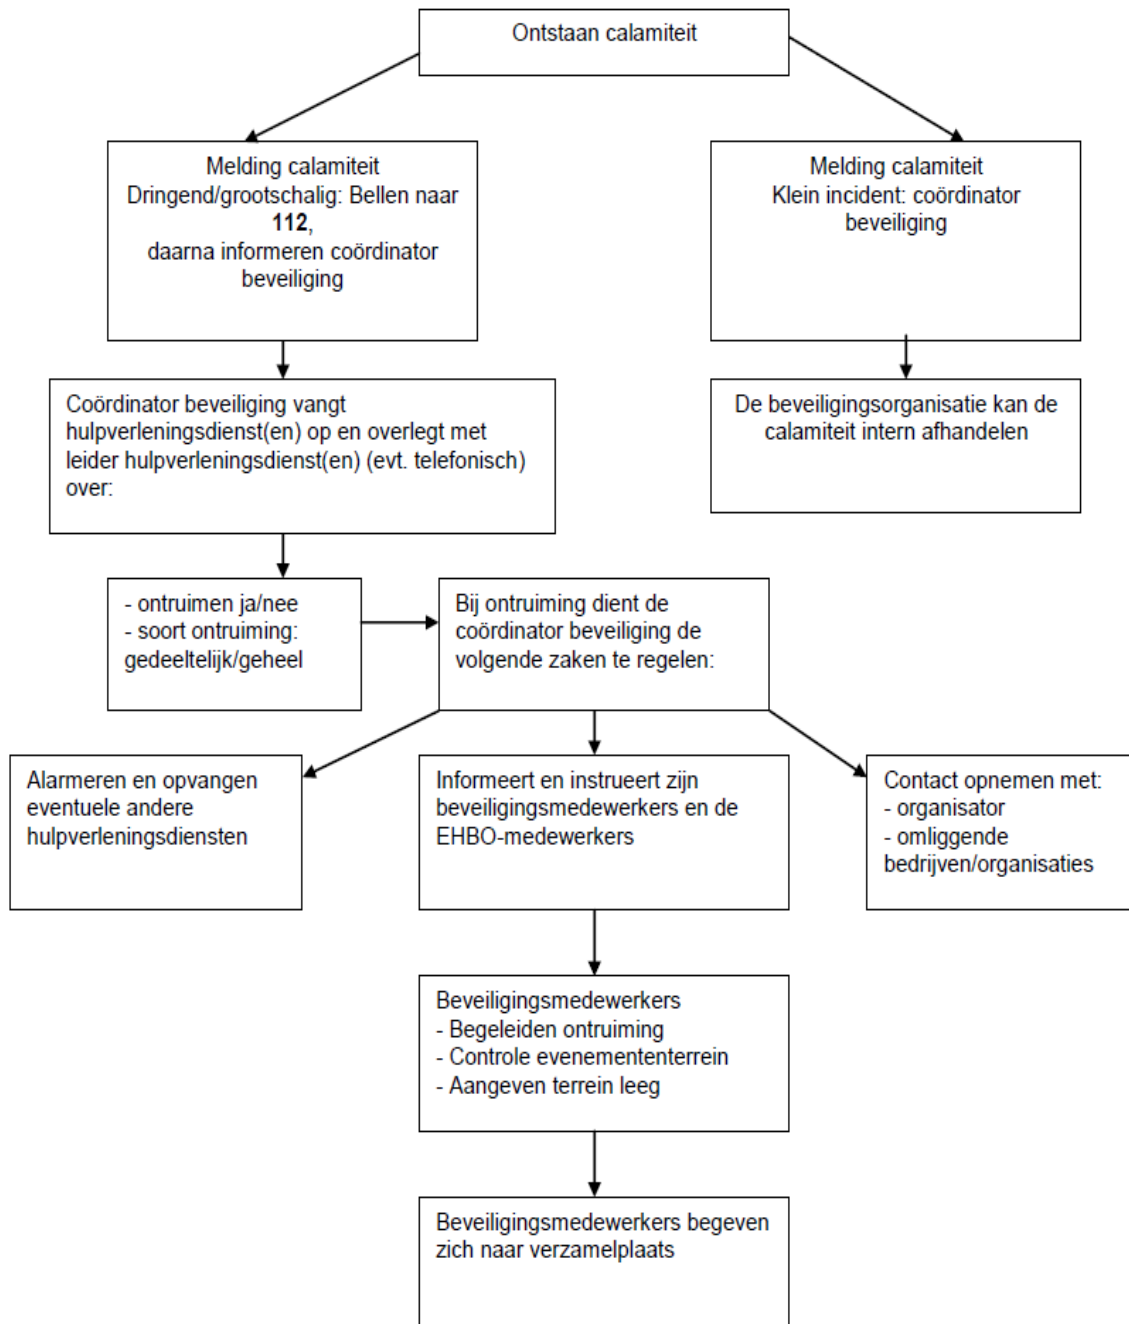 Ontstaan calamiteit
Melding calamiteit
Dringend/grootschalig: Bellen naar
112,
daarna informeren coördinator
beveiliging
Melding calamiteit
Klein incident: coördinator
beveiliging
Coördinator beveiliging vangt
hulpverleningsdienst(en) op en overlegt met
leider hulpverleningsdienst(en) (evt. telefonisch)
over:
De beveiligingsorganisatie kan de
calamiteit intern afhandelen
- ontruimen ja/nee
- soort ontruiming:
gedeeltelijk/geheel
Bij ontruiming dient de
coördinator beveiliging de
volgende zaken te regelen:
Alarmeren en opvangen
eventuele andere
hulpverleningsdiensten
Informeert en instrueert zijn
beveiligingsmedewerkers en de
EHBO-medewerkers
Contact opnemen met:
- organisator
- omliggende
bedrijven/organisaties
Beveiligingsmedewerkers
- Begeleiden ontruiming
- Controle evenemententerrein
- Aangeven terrein leeg
Beveiligingsmedewerkers begeven
zich naar verzamelplaats